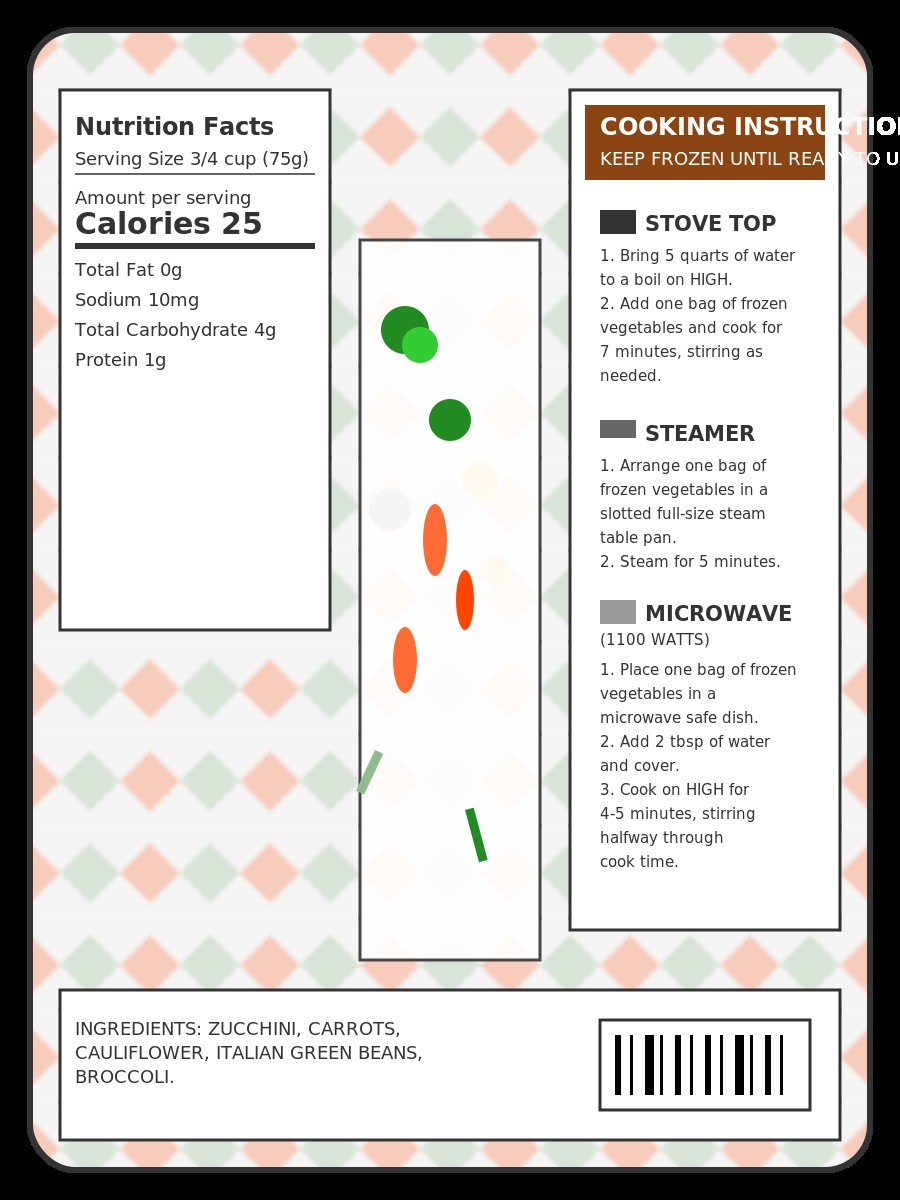 Nutrition Facts
Serving Size 3/4 cup (75g)
Amount per serving
Calories 25
Total Fat 0g
Sodium 10mg
Total Carbohydrate 4g
Protein 1g
COOKING INSTRUCTIO
KEEP FROZEN UNTIL READY TO U
STOVE TOP
1. Bring 5 quarts of water
to a boil on HIGH.
2. Add one bag of frozen
vegetables and cook for
7 minutes, stirring as
needed.
STEAMER
1. Arrange one bag of
frozen vegetables in a
slotted full-size steam
table pan.
2. Steam for 5 minutes.
MICROWAVE
(1100 WATTS)
1. Place one bag of frozen
vegetables in a
microwave safe dish.
2. Add 2 tbsp of water
and cover.
3. Cook on HIGH for
4-5 minutes, stirring
halfway through
cook time.
INGREDIENTS: ZUCCHINI, CARROTS,
CAULIFLOWER, ITALIAN GREEN BEANS,
BROCCOLI.